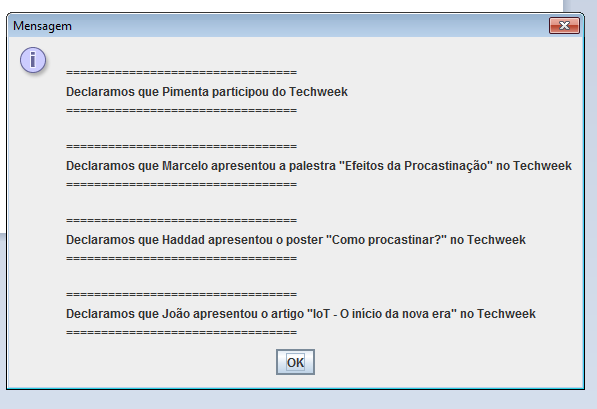 Mensagem
=================================
Declaramos que Pimenta participou do Techweek
=================================
=================================
Declaramos que Marcelo apresentou a palestra "Efeitos da Procastinação" no Techweek
=================================
=================================
Declaramos que Haddad apresentou o poster "Como procastinar?" no Techweek
=================================
=================================
Declaramos que João apresentou o artigo "IoT - O início da nova era" no Techweek
=================================
OK